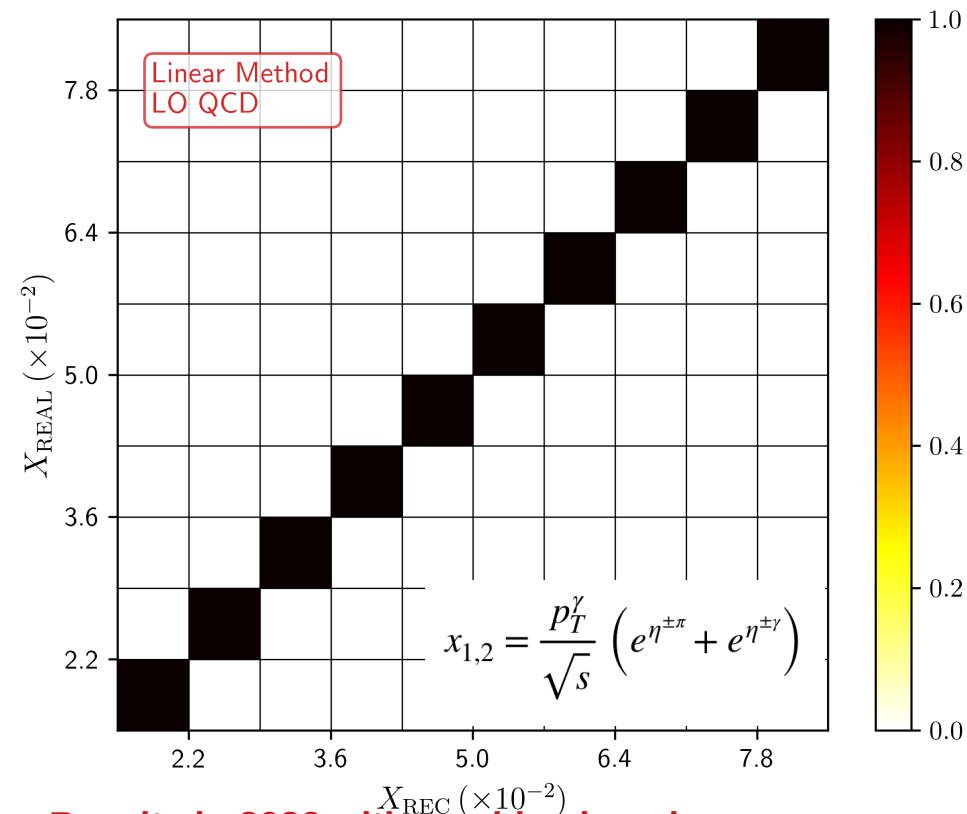 Linear Method
LO QCD
1.0
0.8
0.6
0.4
0.2
0.0
7.8
6.4
5.0
3.6
2.2
X_REAL (×10⁻²)
x_{1,2} = \frac{p_T^γ}{\sqrt{s}} (e^{η^{±π}} + e^{η^{±γ}})
2.2 3.6 5.0 6.4 7.8
X_REC (×10⁻²)